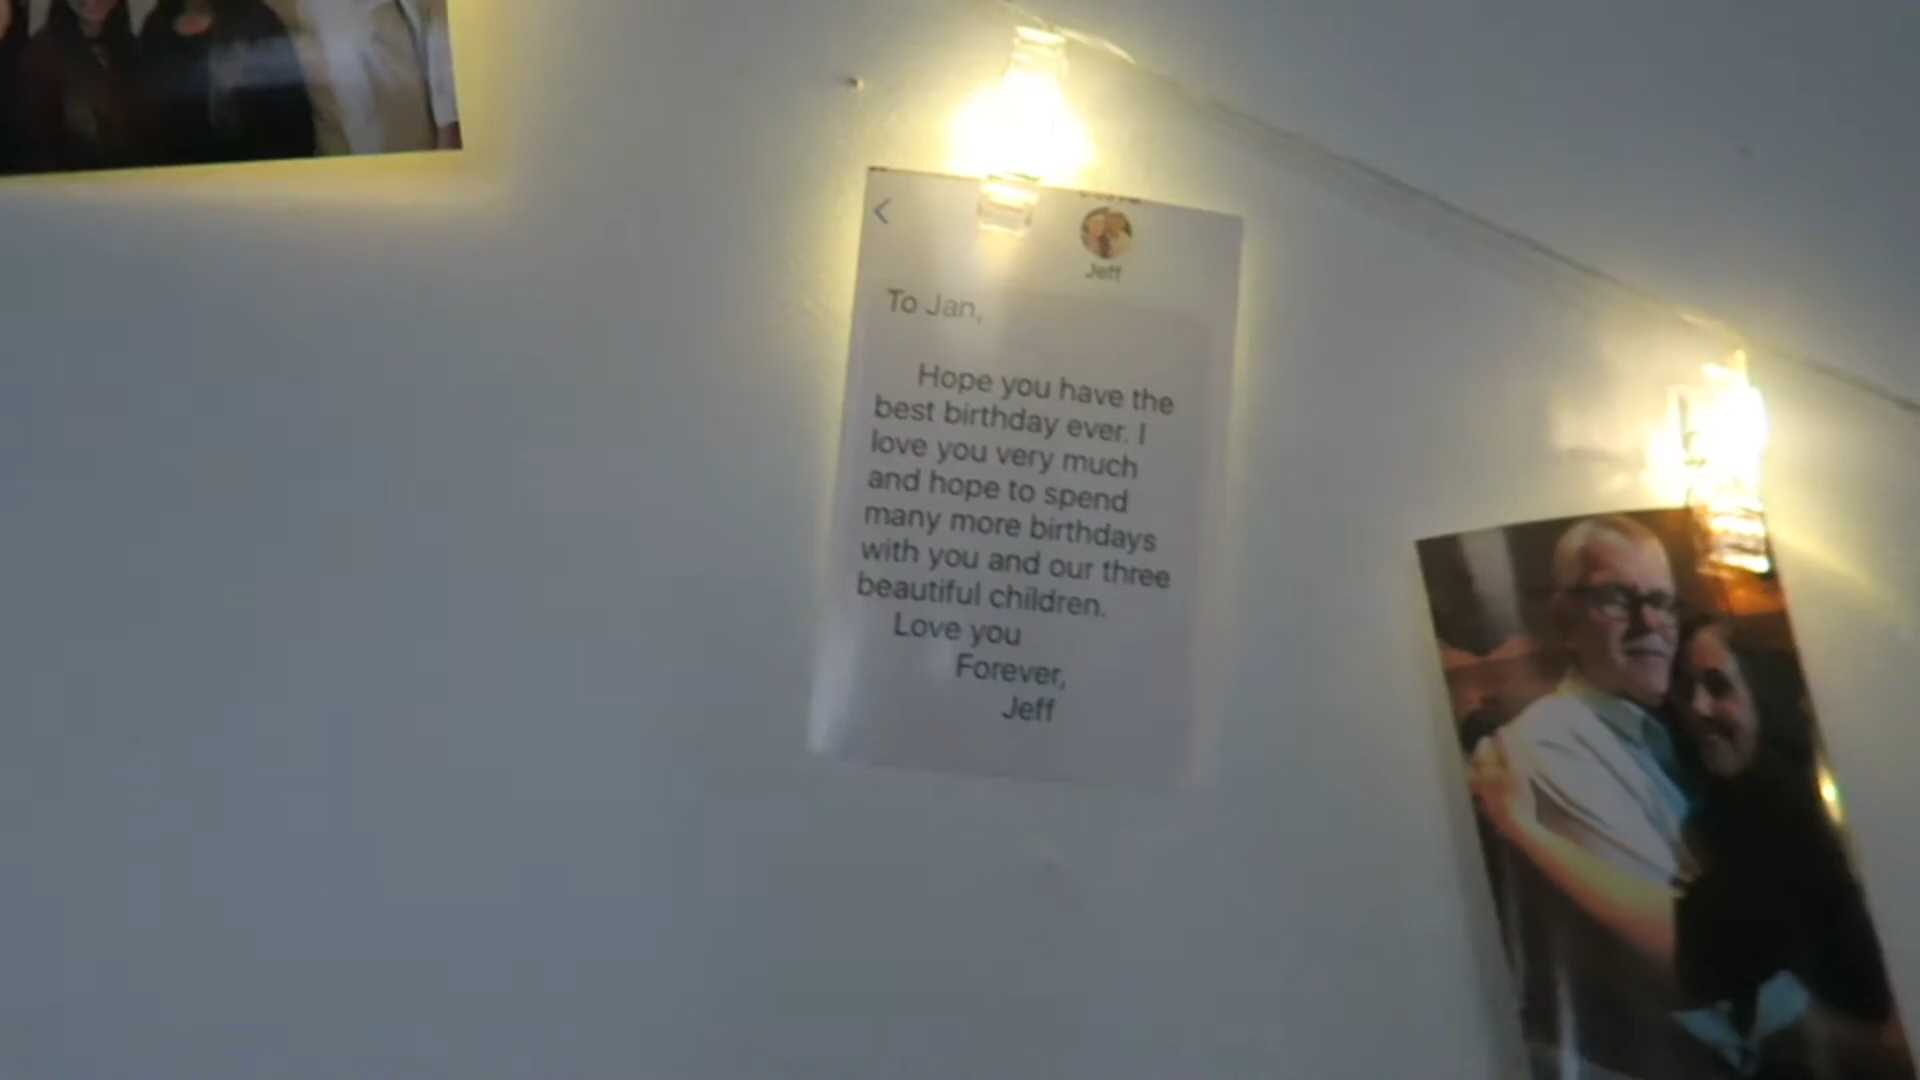 Jeff
To Jan,
Hope you have the
best birthday ever. I
love you very much
and hope to spend
many more birthdays
with you and our three
beautiful children.
Love you
Forever,
Jeff